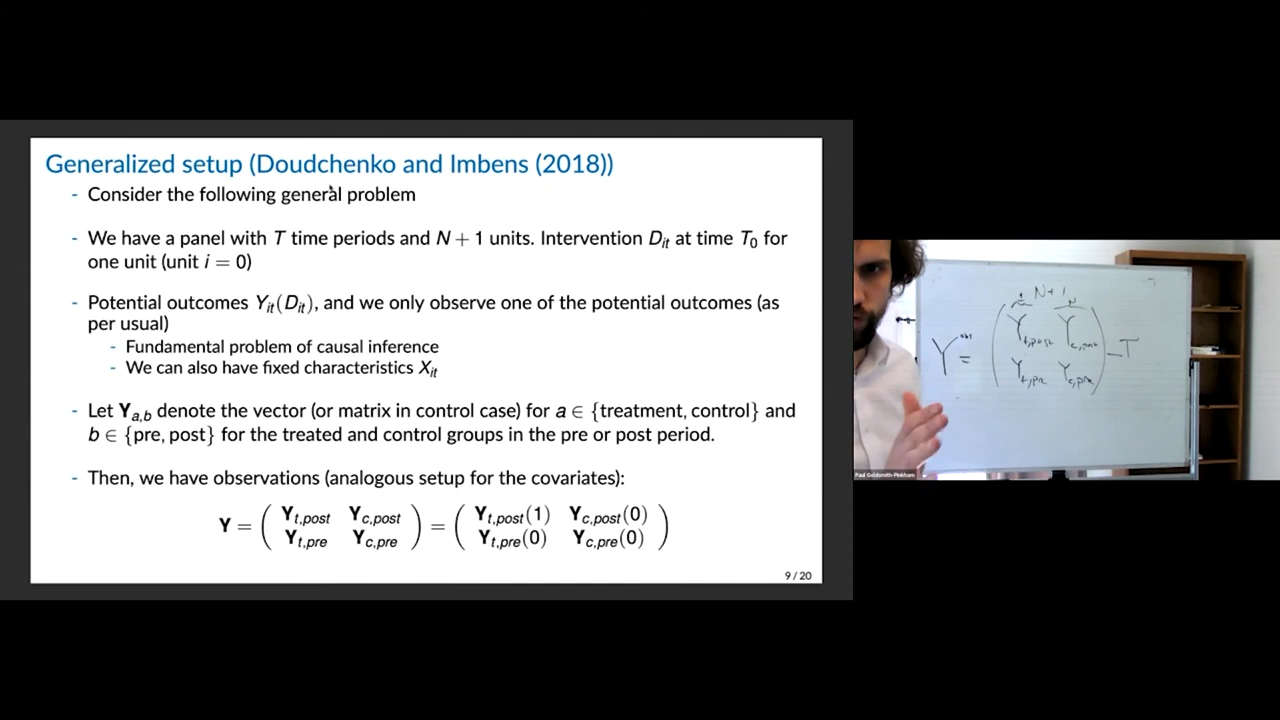 Generalized setup (Doudchenko and Imbens (2018))
- Consider the following general problem
- We have a panel with T time periods and N + 1 units. Intervention D_it at time T_0 for
one unit (unit i = 0)
- Potential outcomes Y_it(D_it), and we only observe one of the potential outcomes (as
per usual)
- Fundamental problem of causal inference
- We can also have fixed characteristics X_it
- Let Y_a,b denote the vector (or matrix in control case) for a ∈ {treatment, control} and
b ∈ {pre, post} for the treated and control groups in the pre or post period.
- Then, we have observations (analogous setup for the covariates):
Y = ( Y_t,post Y_c,post ) = ( Y_t,post(1) Y_c,post(0) )
( Y_t,pre Y_c,pre ) ( Y_t,pre(0) Y_c,pre(0) )
9 / 20
N+1
1 N
Y^obs = ( Y_t,post Y_c,post ) - T
( Y_t,pre Y_c,pre )
Paul Goldsmith-Pinkham